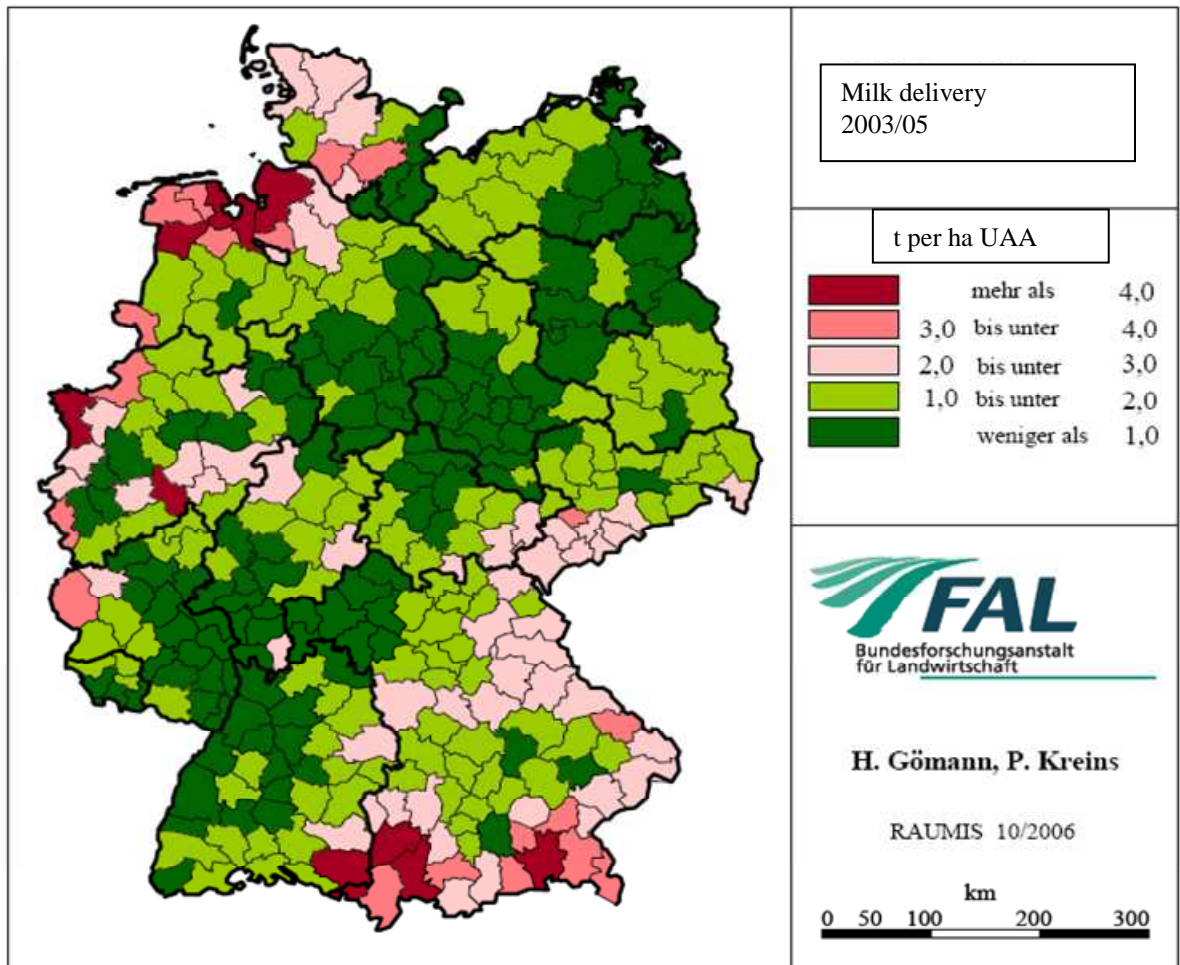 Milk delivery
2003/05
t per ha UAA
mehr als 4,0
3,0 bis unter 4,0
2,0 bis unter 3,0
1,0 bis unter 2,0
weniger als 1,0
FAL
Bundesforschungsanstalt
für Landwirtschaft
H. Gömann, P. Kreins
RAUMIS 10/2006
km
0 50 100 200 300